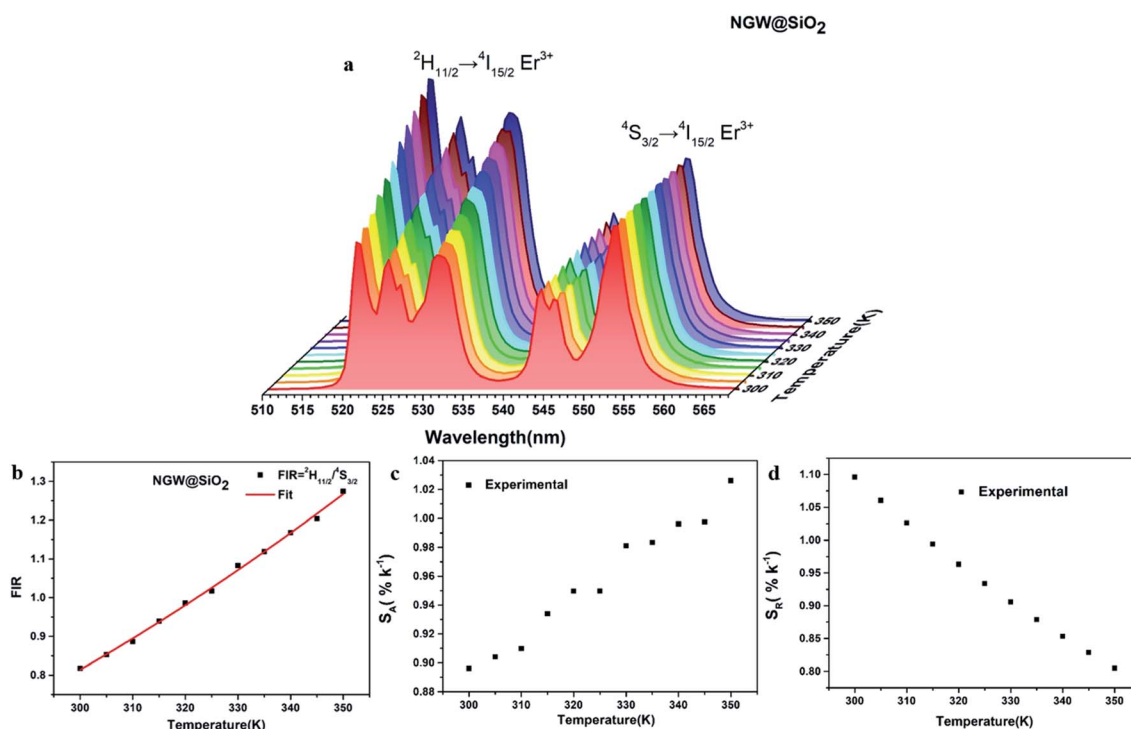 NGW@SiO2
a
2H11/2→4I15/2 Er3+
4S3/2→4I15/2 Er3+
350
340
330
320
310
300
Temperature(K)
510 515 520 525 530 535 540 545 550 555 560 565
Wavelength(nm)
b
NGW@SiO2
FIR=2H11/2/4S3/2
Fit
1.3
1.2
1.1
1.0
0.9
0.8
FIR
300 310 320 330 340 350
Temperature(K)
c
Experimental
1.04
1.02
1.00
0.98
0.96
0.94
0.92
0.90
0.88
SA( % k-1)
300 310 320 330 340 350
Temperature(K)
d
Experimental
1.10
1.05
1.00
0.95
0.90
0.85
0.80
SR( % k-1)
300 310 320 330 340 350
Temperature(K)